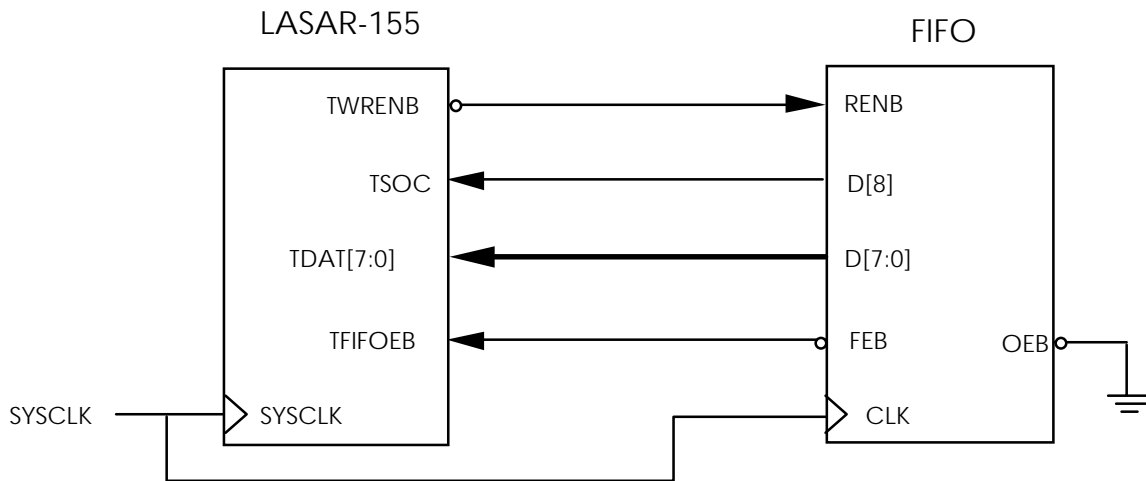 LASAR-155
FIFO
TWRENB
RENB
TSOC
D[8]
TDAT[7:0]
D[7:0]
TFIFOEB
FEB
OEB
SYSCLK
SYSCLK
CLK